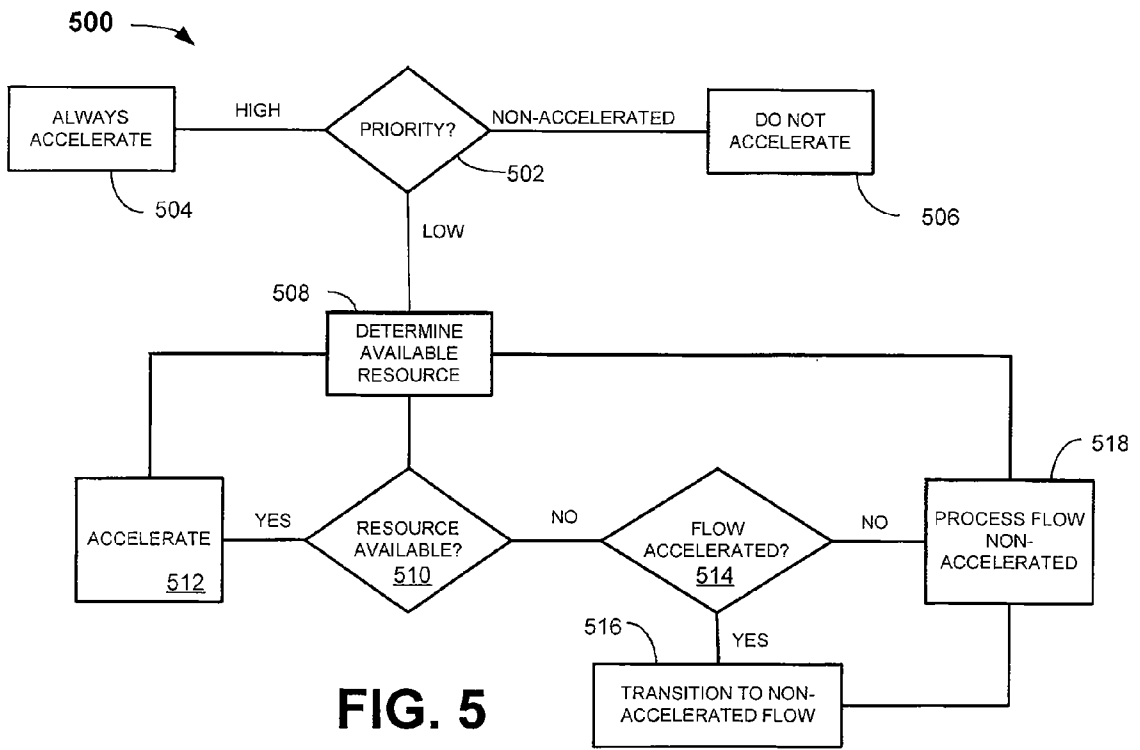 500
ALWAYS
ACCELERATE
504
HIGH
PRIORITY?
502
NON-ACCELERATED
DO NOT
ACCELERATE
506
LOW
508
DETERMINE
AVAILABLE
RESOURCE
ACCELERATE
512
YES
RESOURCE
AVAILABLE?
510
NO
FLOW
ACCELERATED?
514
NO
518
PROCESS FLOW
NON-
ACCELERATED
YES
516
TRANSITION TO NON-
ACCELERATED FLOW
FIG. 5